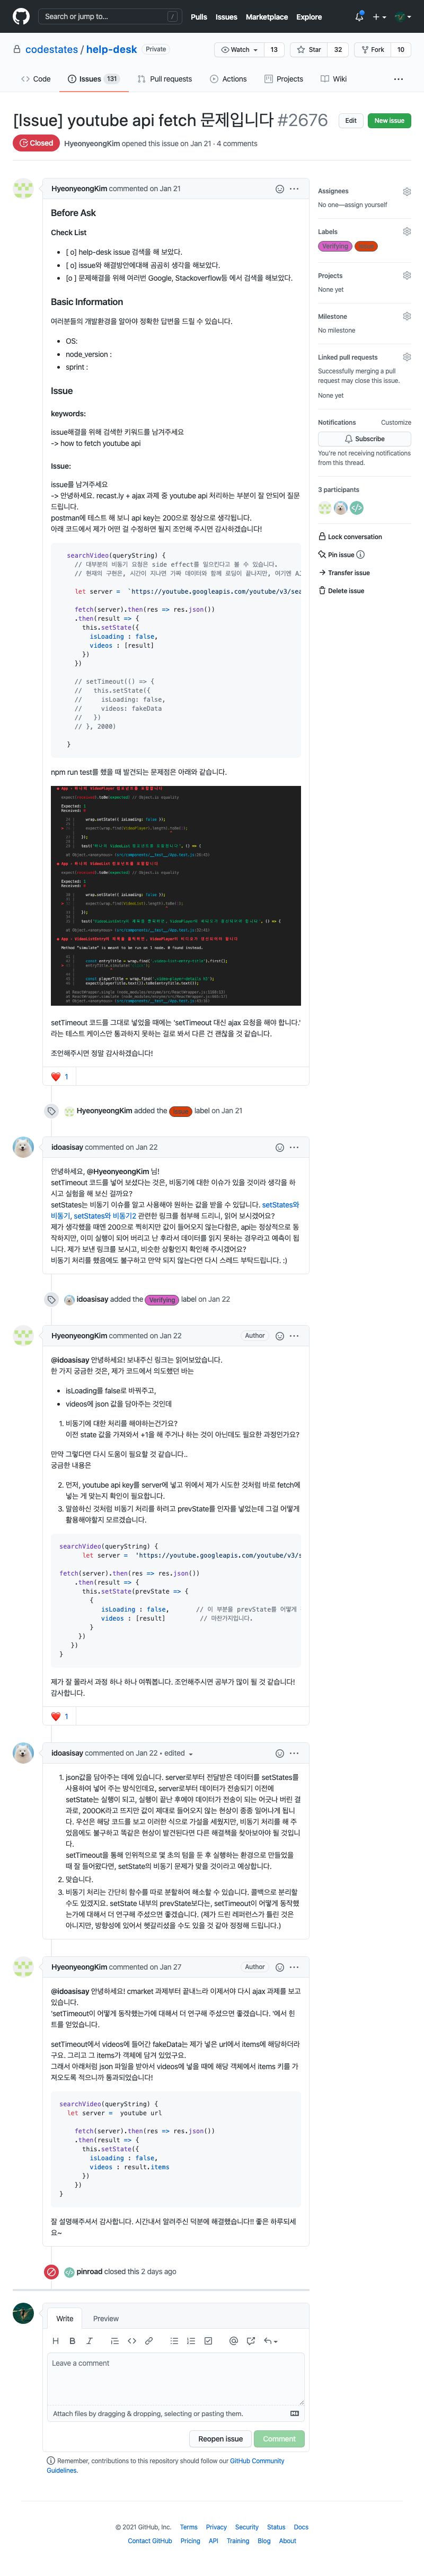 Search or jump to...
/
Pulls Issues Marketplace Explore
codestates / help-desk Private
Watch 13 Star 32 Fork 10
Code Issues 131 Pull requests Actions Projects Wiki
[Issue] youtube api fetch 문제입니다 #2676
Edit New issue
Closed HyeonyeongKim opened this issue on Jan 21 · 4 comments
HyeonyeongKim commented on Jan 21
Before Ask
Check List
[ o] help-desk issue 검색을 해 보았다.
[ o] issue와 해결방안에대해 곰곰히 생각을 해보았다.
[o ] 문제해결을 위해 여러번 Google, Stackoverflow등 에서 검색을 해보았다.
Basic Information
여러분들의 개발환경을 알아야 정확한 답변을 드릴 수 있습니다.
OS:
node_version :
sprint :
Issue
keywords:
issue해결을 위해 검색한 키워드를 남겨주세요
-> how to fetch youtube api
Issue:
issue를 남겨주세요
-> 안녕하세요. recast.ly + ajax 과제 중 youtube api 처리하는 부분이 잘 안되어 질문
드립니다.
postman에 테스트 해 보니 api key는 200으로 정상으로 생각됩니다.
아래 코드에서 제가 어떤 걸 수정하면 될지 조언 해 주시면 감사하겠습니다!
searchVideo(queryString) {
// 대부분의 비동기 요청은 side effect를 일으킨다고 볼 수 있습니다.
// 현재의 구현은, 시간이 지나면 가짜 데이터와 함께 로딩이 끝나지만, 여기엔 AJ
let server = `https://youtube.googleapis.com/youtube/v3/sea
fetch(server).then(res => res.json())
.then(result => {
this.setState({
isLoading : false,
videos : [result]
})
})
// setTimeout(() => {
// this.setState({
// isLoading: false,
// videos: fakeData
// })
// }, 2000)
}
npm run test를 했을 때 발견되는 문제점은 아래와 같습니다.
setTimeout 코드를 그대로 넣었을 때에는 'setTimeout 대신 ajax 요청을 해야 합니다.'
라는 테스트 케이스만 통과하지 못하는 걸로 봐서 다른 건 괜찮을 것 같습니다.
조언해주시면 정말 감사하겠습니다!
❤️ 1
HyeonyeongKim added the label on Jan 21
idoasisay commented on Jan 22
안녕하세요, @HyeonyeongKim 님!
setTimeout 코드를 넣어 보셨다는 것은, 비동기에 대한 이슈가 있을 것이라 생각을 하
시고 실험을 해 보신 걸까요?
setStates는 비동기 이슈를 알고 사용해야 원하는 값을 받을 수 있답니다. setStates와
비동기, setStates와 비동기2 관련한 링크를 첨부해 드리니, 읽어 보시겠어요?
제가 생각했을 때엔 200으로 찍히지만 값이 들어오지 않는다함은, api는 정상적으로 동
작하지만, 이미 실행이 되어 버리고 난 후라서 데이터를 읽지 못하는 경우라고 예측이 됩
니다. 제가 보낸 링크를 보시고, 비슷한 상황인지 확인해 주시겠어요?
비동기 처리를 했음에도 불구하고 만약 되지 않는다면 다시 스레드 부탁드립니다. :)
idoasisay added the Verifying label on Jan 22
HyeonyeongKim commented on Jan 22 Author
@idoasisay 안녕하세요! 보내주신 링크는 읽어보았습니다.
한 가지 궁금한 것은, 제가 코드에서 의도했던 바는
isLoading를 false로 바꿔주고,
videos에 json 값을 담아주는 것인데
1. 비동기에 대한 처리를 해야하는건가요?
이전 state 값을 가져와서 +1을 해 주거나 하는 것이 아닌데도 필요한 과정인가요?
만약 그렇다면 다시 도움이 필요할 것 같습니다..
궁금한 내용은
2. 먼저, youtube api key를 server에 넣고 위에서 제가 시도한 것처럼 바로 fetch에
넣는 게 맞는지 확인이 필요합니다.
3. 말씀하신 것처럼 비동기 처리를 하려고 prevState를 인자를 넣었는데 그걸 어떻게
활용해야할지 모르겠습니다.
searchVideo(queryString) {
let server = 'https://youtube.googleapis.com/youtube/v3/s
fetch(server).then(res => res.json())
.then(result => {
this.setState(prevState => {
{
isLoading : false, // 이 부분을 prevState를 어떻게
videos : [result] // 마찬가지입니다.
}
})
})
}
제가 잘 몰라서 과정 하나 하나 여쭤봅니다. 조언해주시면 공부가 많이 될 것 같습니다!
감사합니다.
❤️ 1
idoasisay commented on Jan 22 • edited
1. json값을 담아주는 데에 있습니다. server로부터 전달받은 데이터를 setStates를
사용하여 넣어 주는 방식인데요, server로부터 데이터가 전송되기 이전에
setState는 실행이 되고, 실행이 끝난 후에야 데이터가 전송이 되는 어긋나 버린 결
과로, 200OK라고 뜨지만 값이 제대로 들어오지 않는 현상이 종종 일어나게 됩니
다. 우선은 해당 코드를 보고 이러한 식으로 가설을 세웠지만, 비동기 처리를 해 주
었음에도 불구하고 똑같은 현상이 발견된다면 다른 해결책을 찾아보아야 될 것입니
다.
setTimeout을 통해 인위적으로 몇 초의 텀을 둔 후 실행하는 환경으로 만들었을
때 잘 들어왔다면, setState의 비동기 문제가 맞을 것이라고 예상합니다.
2. 맞습니다.
3. 비동기 처리는 간단히 함수를 따로 분할하여 해소할 수 있습니다. 콜백으로 분리할
수도 있겠지요. setState 내부의 prevState보다는, setTimeout이 어떻게 동작했
는가에 대해서 더 연구해 주셨으면 좋겠습니다. (제가 드린 레퍼런스가 틀린 것은
아니지만, 방향성에 있어서 헷갈리셨을 수도 있을 것 같아 정정해 드립니다.)
HyeonyeongKim commented on Jan 27 Author
@idoasisay 안녕하세요! cmarket 과제부터 끝내느라 이제서야 다시 ajax 과제를 보고
있습니다.
'setTimeout이 어떻게 동작했는가에 대해서 더 연구해 주셨으면 좋겠습니다. '에서 힌
트를 얻었습니다.
setTimeout에서 videos에 들어간 fakeData는 제가 넣은 url에서 items에 해당하더라
구요. 그리고 그 items가 객체에 담겨 있었구요.
그래서 아래처럼 json 파일을 받아서 videos에 넣을 때에 해당 객체에서 items 키를 가
져오도록 적으니까 통과되었습니다!
searchVideo(queryString) {
let server = youtube url
fetch(server).then(res => res.json())
.then(result => {
this.setState({
isLoading : false,
videos : result.items
})
})
}
잘 설명해주셔서 감사합니다. 시간내서 알려주신 덕분에 해결했습니다!! 좋은 하루되세
요~
pinroad closed this 2 days ago
Write Preview
Leave a comment
Attach files by dragging & dropping, selecting or pasting them.
Reopen issue Comment
Remember, contributions to this repository should follow our GitHub Community
Guidelines.
Assignees
No one—assign yourself
Labels
Verifying
Projects
None yet
Milestone
No milestone
Linked pull requests
Successfully merging a pull
request may close this issue.
None yet
Notifications Customize
Subscribe
You're not receiving notifications
from this thread.
3 participants
Lock conversation
Pin issue
Transfer issue
Delete issue
© 2021 GitHub, Inc. Terms Privacy Security Status Docs
Contact GitHub Pricing API Training Blog About